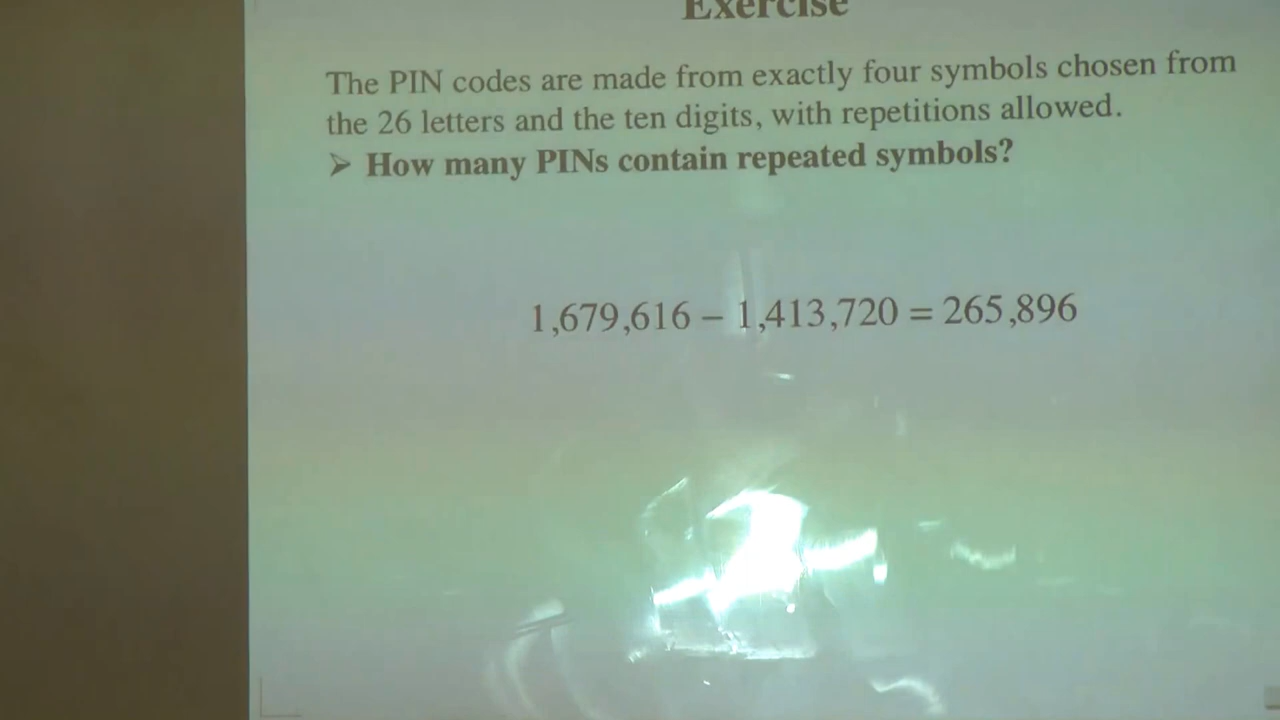 Exercise
The PIN codes are made from exactly four symbols chosen from
the 26 letters and the ten digits, with repetitions allowed.
➢ How many PINs contain repeated symbols?
1,679,616 – 1,413,720 = 265,896